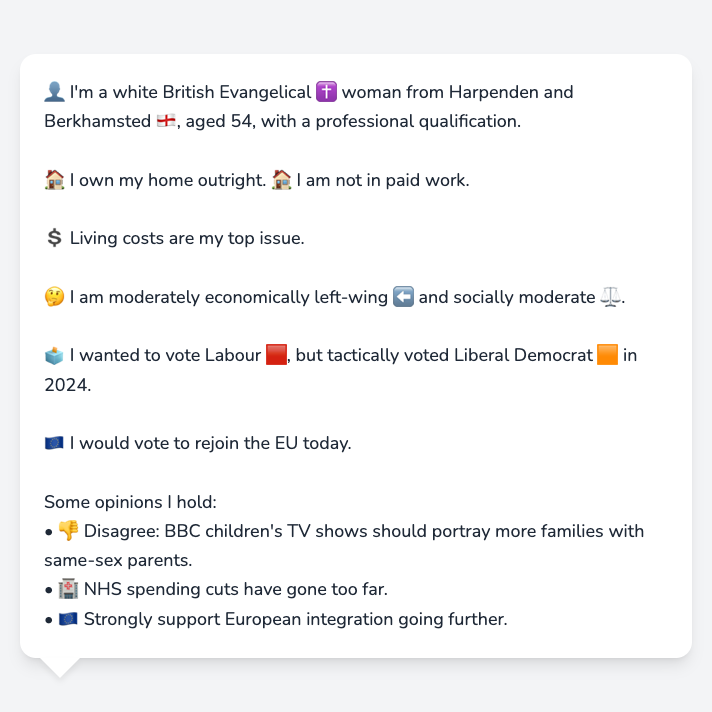 👤 I'm a white British Evangelical ✝️ woman from Harpenden and
Berkhamsted 🏴󠁧󠁢󠁥󠁮󠁧󠁿, aged 54, with a professional qualification.
🏠 I own my home outright. 🏠 I am not in paid work.
💲 Living costs are my top issue.
🤔 I am moderately economically left-wing ⬅️ and socially moderate ⚖️.
🗳️ I wanted to vote Labour 🟥, but tactically voted Liberal Democrat 🟧 in
2024.
🇪🇺 I would vote to rejoin the EU today.
Some opinions I hold:
• 👎 Disagree: BBC children's TV shows should portray more families with
same-sex parents.
• 🏥 NHS spending cuts have gone too far.
• 🇪🇺 Strongly support European integration going further.